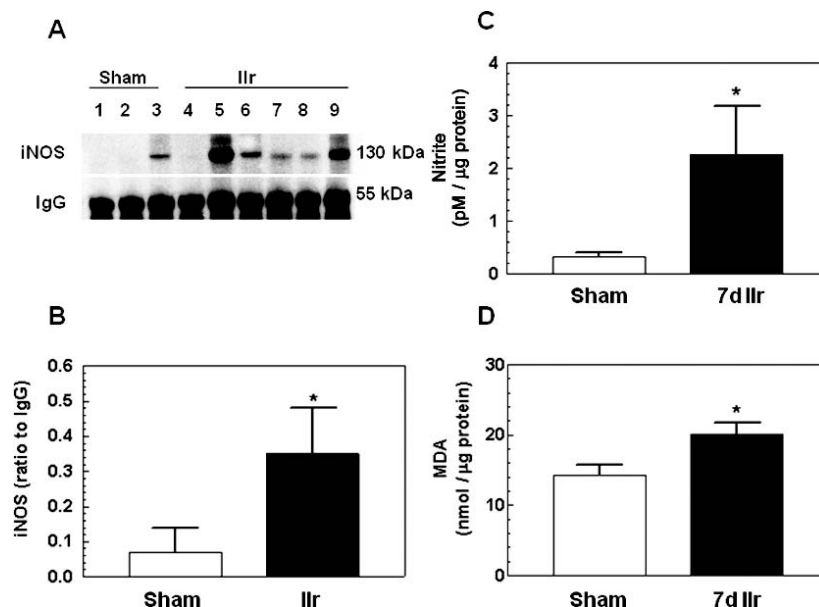 A
Sham IIr
1 2 3 4 5 6 7 8 9
iNOS 130 kDa
IgG 55 kDa
B
iNOS (ratio to IgG)
0.6
0.5
0.4
0.3
0.2
0.1
0.0
*
Sham IIr
C
Nitrite
(pM / µg protein)
4
3
2
1
0
*
Sham 7d IIr
D
MDA
(nmol / µg protein)
30
20
10
0
*
Sham 7d IIr